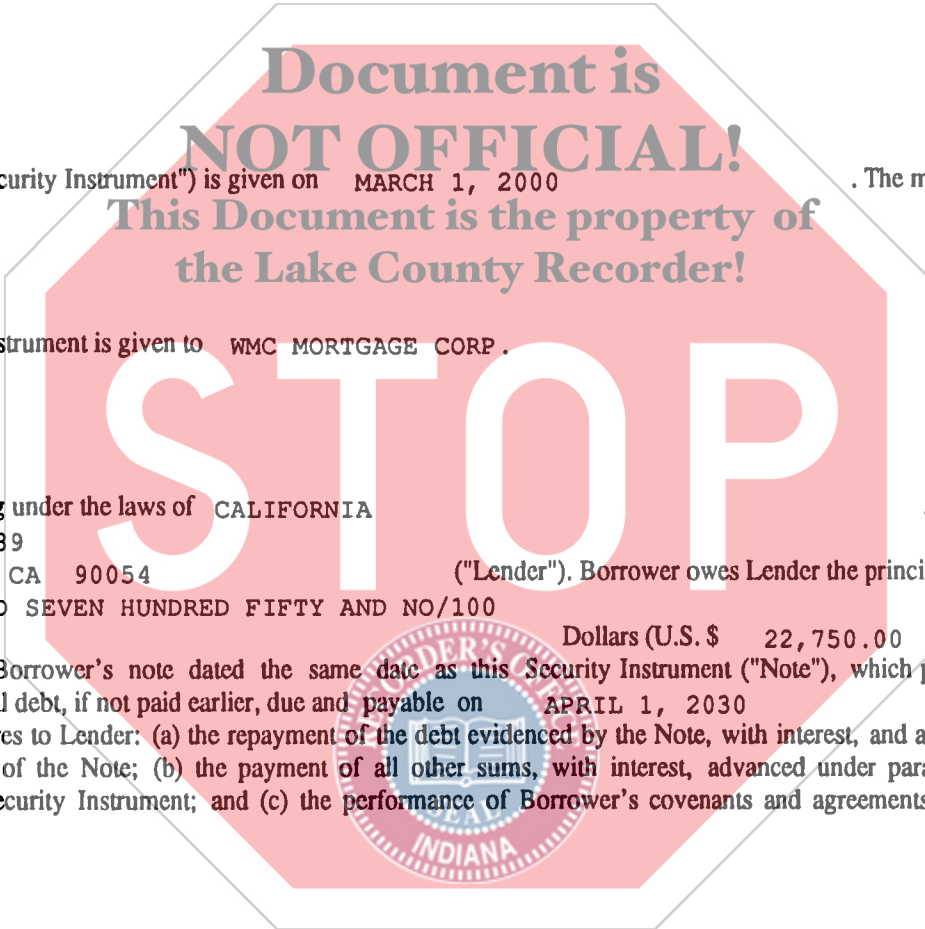 Document is
NOT OFFICIAL!
curity Instrument") is given on MARCH 1, 2000 . The m
This Document is the property of
the Lake County Recorder!
strument is given to WMC MORTGAGE CORP.
STOP
under the laws of CALIFORNIA
39
CA 90054 ("Lender"). Borrower owes Lender the princi
SEVEN HUNDRED FIFTY AND NO/100
Dollars (U.S. $ 22,750.00
Borrower's note dated the same date as this Security Instrument ("Note"), which p
l debt, if not paid earlier, due and payable on APRIL 1, 2030
es to Lender: (a) the repayment of the debt evidenced by the Note, with interest, and a
of the Note; (b) the payment of all other sums, with interest, advanced under para
ecurity Instrument; and (c) the performance of Borrower's covenants and agreements
SEAL
INDIANA